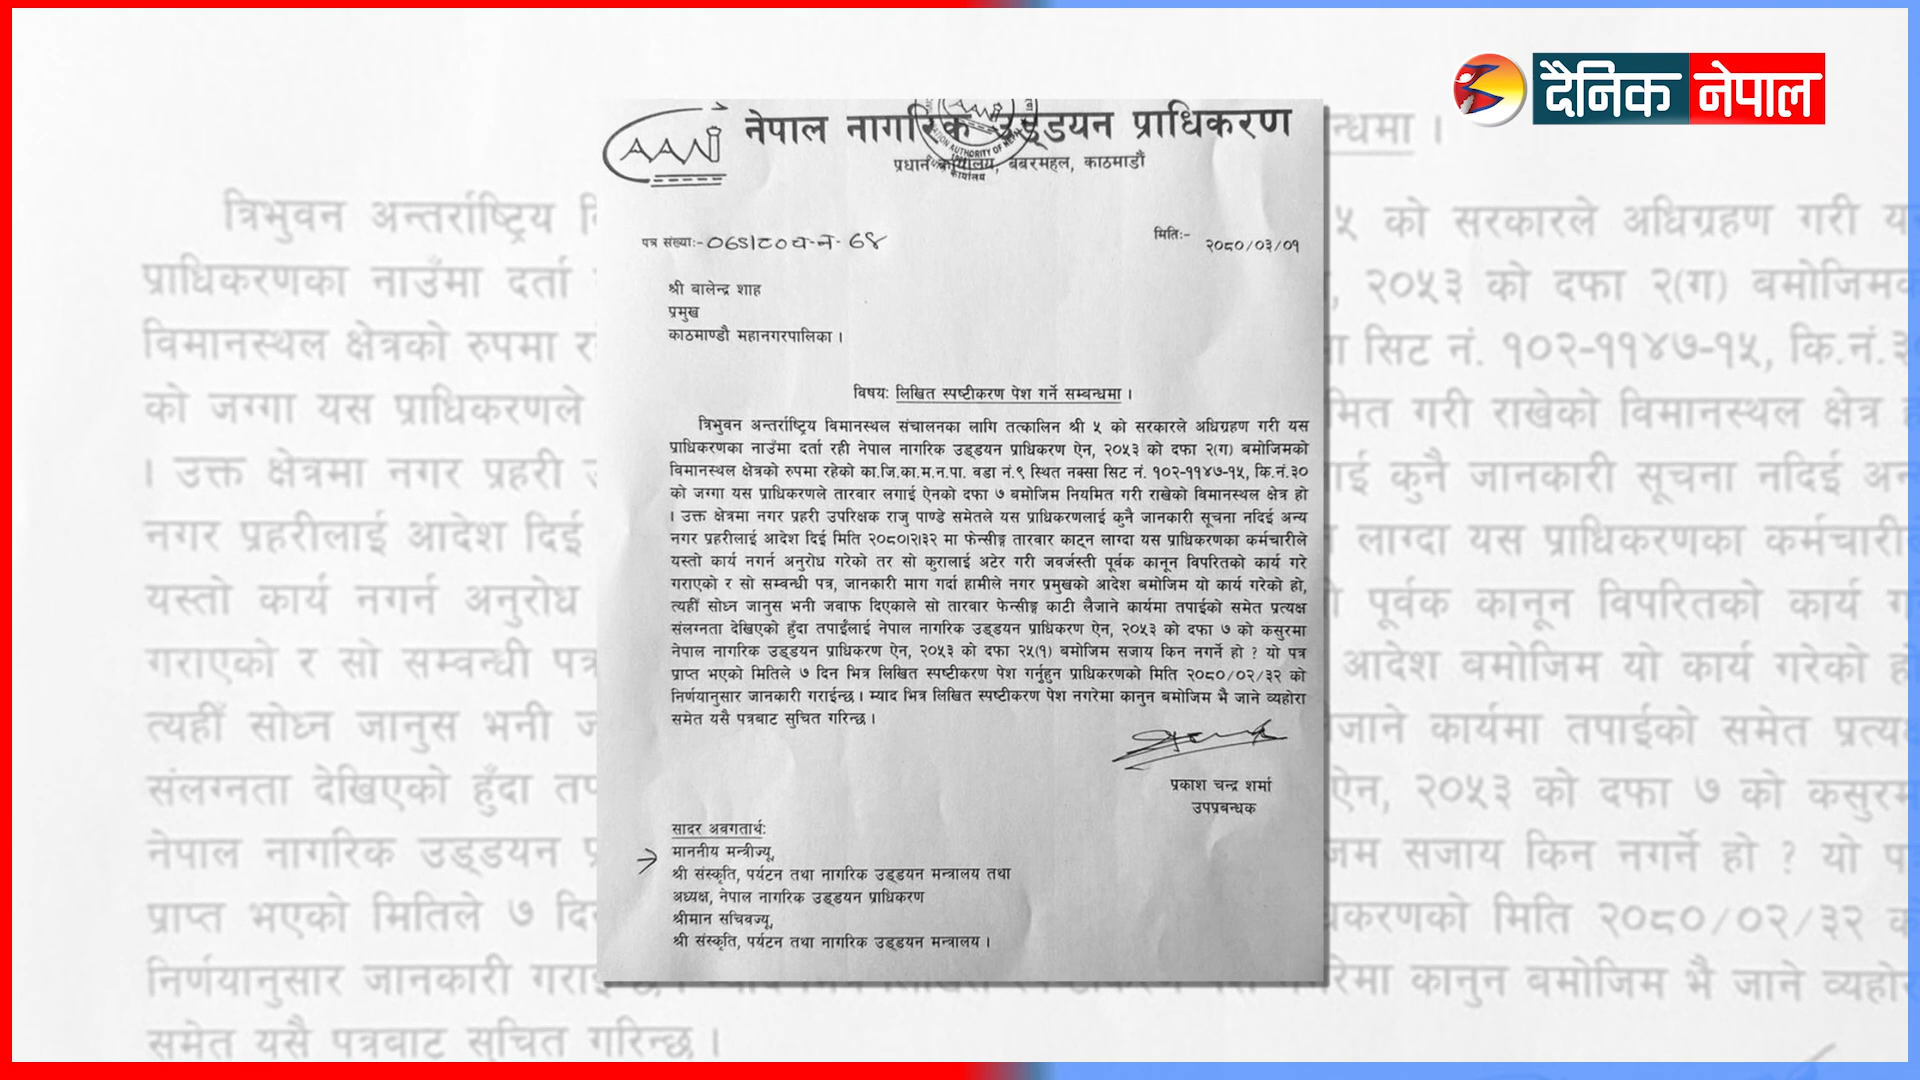 दैनिक नेपाल
नेपाल नागरिक उड्डयन प्राधिकरण
प्रधान कार्यालय, बबरमहल, काठमाडौं
पत्र संख्याः-
मितिः- २०८०/०३/०१
श्री बालेन्द्र शाह
प्रमुख
काठमाण्डौ महानगरपालिका ।
विषयः लिखित स्पष्टीकरण पेश गर्ने सम्बन्धमा ।
त्रिभुवन अन्तर्राष्ट्रिय विमानस्थल संचालनका लागि तत्कालिन श्री ५ को सरकारले अधिग्रहण गरी यस
प्राधिकरणका नाउँमा दर्ता रही नेपाल नागरिक उड्डयन प्राधिकरण ऐन, २०५३ को दफा २(ग) बमोजिमको
विमानस्थल क्षेत्रको रुपमा रहेको का.जि.का.म.न.पा. वडा नं.९ स्थित नक्सा सिट नं. १०२-११४७-१५, कि.नं.३०
को जग्गा यस प्राधिकरणले तारवार लगाई ऐनको दफा ७ बमोजिम नियमित गरी राखेको विमानस्थल क्षेत्र हो
। उक्त क्षेत्रमा नगर प्रहरी उपरिक्षक राजु पाण्डे समेतले यस प्राधिकरणलाई कुनै जानकारी सूचना नदिई अन्य
नगर प्रहरीलाई आदेश दिई मिति २०८०।२।३२ मा फेन्सीङ्ग तारवार काट्न लाग्दा यस प्राधिकरणका कर्मचारीले
यस्तो कार्य नगर्न अनुरोध गरेको तर सो कुरालाई अटेर गरी जवर्जस्ती पूर्वक कानून विपरितको कार्य गरे
गराएको र सो सम्वन्धी पत्र, जानकारी माग गर्दा हामीले नगर प्रमुखको आदेश बमोजिम यो कार्य गरेको हो,
त्यहीं सोध्न जानुस भनी जवाफ दिएकाले सो तारवार फेन्सीङ्ग काटी लैजाने कार्यमा तपाईको समेत प्रत्यक्ष
संलग्नता देखिएको हुँदा तपाईंलाई नेपाल नागरिक उड्डयन प्राधिकरण ऐन, २०५३ को दफा ७ को कसुरमा
नेपाल नागरिक उड्डयन प्राधिकरण ऐन, २०५३ को दफा २५(१) बमोजिम सजाय किन नगर्ने हो ? यो पत्र
प्राप्त भएको मितिले ७ दिन भित्र लिखित स्पष्टीकरण पेश गर्नुहुन प्राधिकरणको मिति २०८०/०२/३२ को
निर्णयानुसार जानकारी गराईन्छ । म्याद भित्र लिखित स्पष्टीकरण पेश नगरेमा कानुन बमोजिम भै जाने व्यहोरा
समेत यसै पत्रबाट सुचित गरिन्छ ।
प्रकाश चन्द्र शर्मा
उपप्रबन्धक
सादर अवगतार्थः
माननीय मन्त्रीज्यू,
श्री संस्कृति, पर्यटन तथा नागरिक उड्डयन मन्त्रालय तथा
अध्यक्ष, नेपाल नागरिक उड्डयन प्राधिकरण
श्रीमान सचिवज्यू,
श्री संस्कृति, पर्यटन तथा नागरिक उड्डयन मन्त्रालय ।